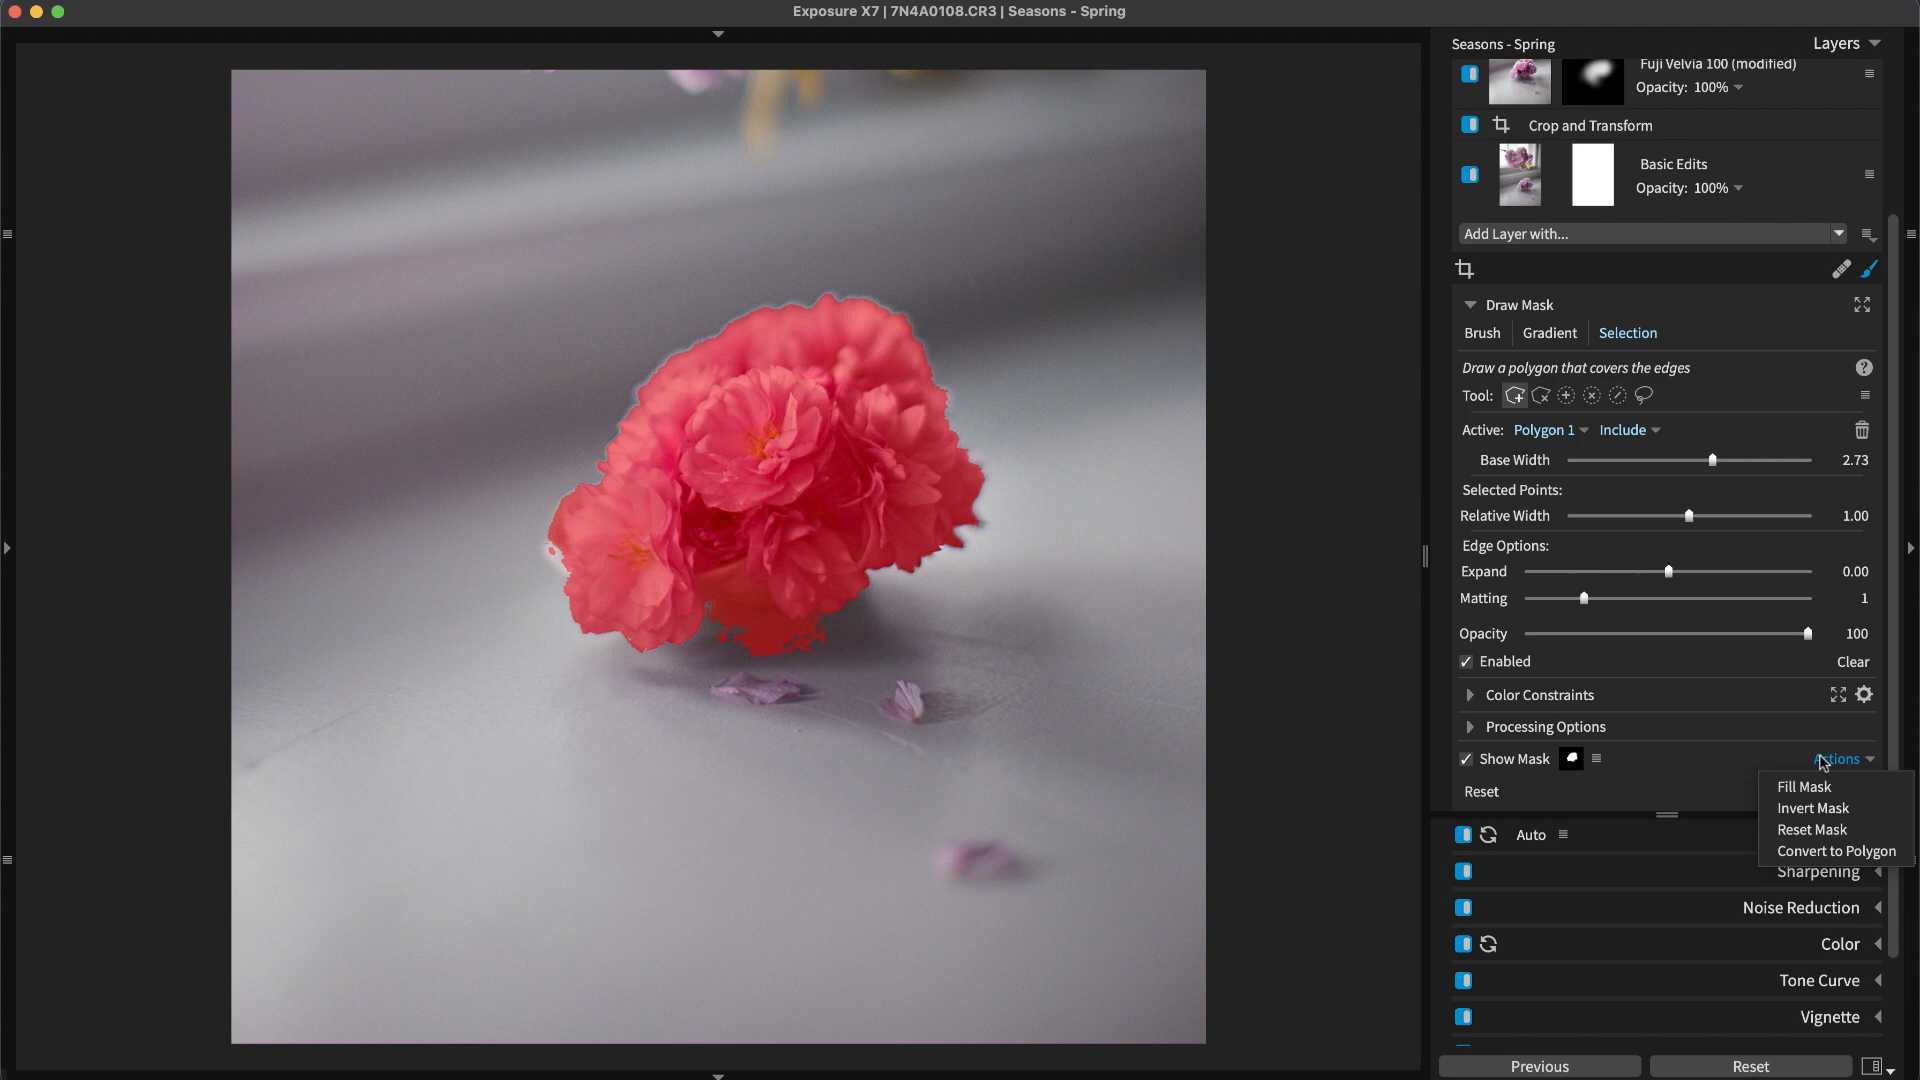 Exposure X7 | 7N4A0108.CR3 | Seasons - Spring
Seasons - Spring
Layers
Fuji Velvia 100 (modified)
Opacity: 100%
Crop and Transform
Basic Edits
Opacity: 100%
Add Layer with...
Draw Mask
Brush Gradient Selection
Draw a polygon that covers the edges
Tool:
Active: Polygon 1 Include
Base Width 2.73
Selected Points:
Relative Width 1.00
Edge Options:
Expand 0.00
Matting 1
Opacity 100
Enabled Clear
Color Constraints
Processing Options
Show Mask Actions
Fill Mask
Reset
Invert Mask
Reset Mask
Auto
Convert to Polygon
Sharpening
Noise Reduction
Color
Tone Curve
Vignette
Previous Reset